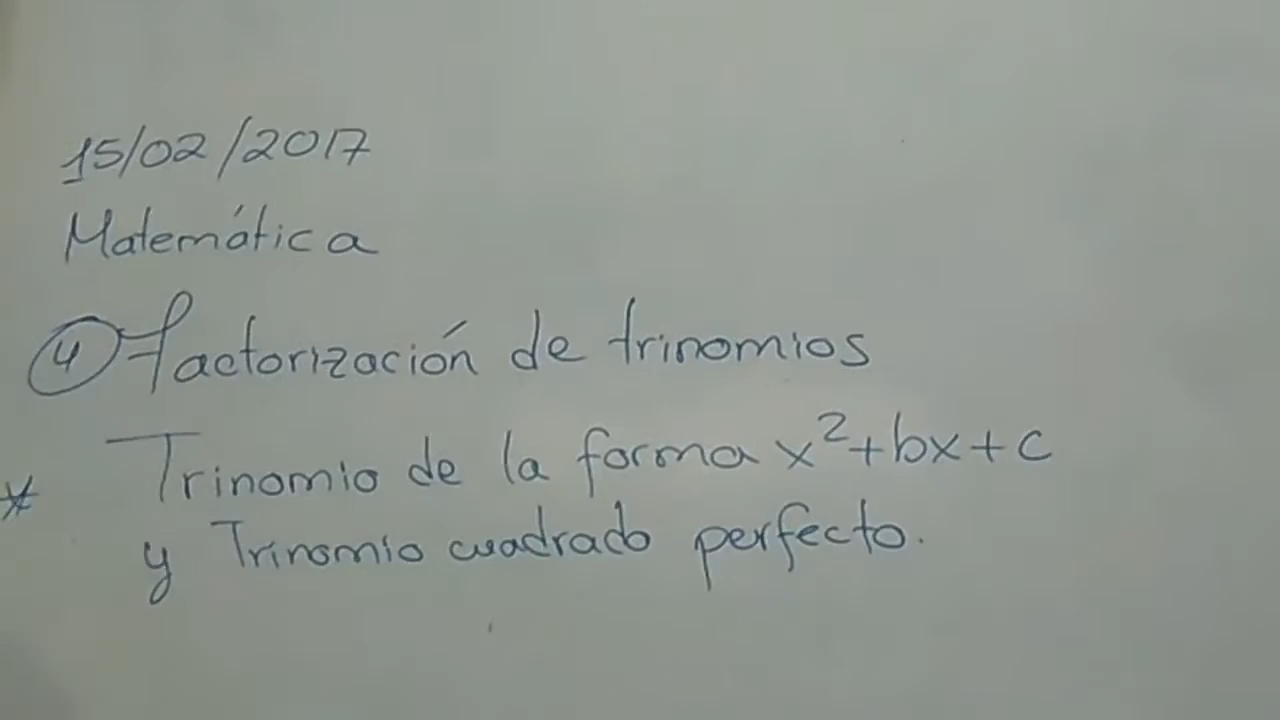 15/02/2017
Matemática
④ Factorización de trinomios
* Trinomio de la forma x²+bx+c
y Trinomio cuadrado perfecto.